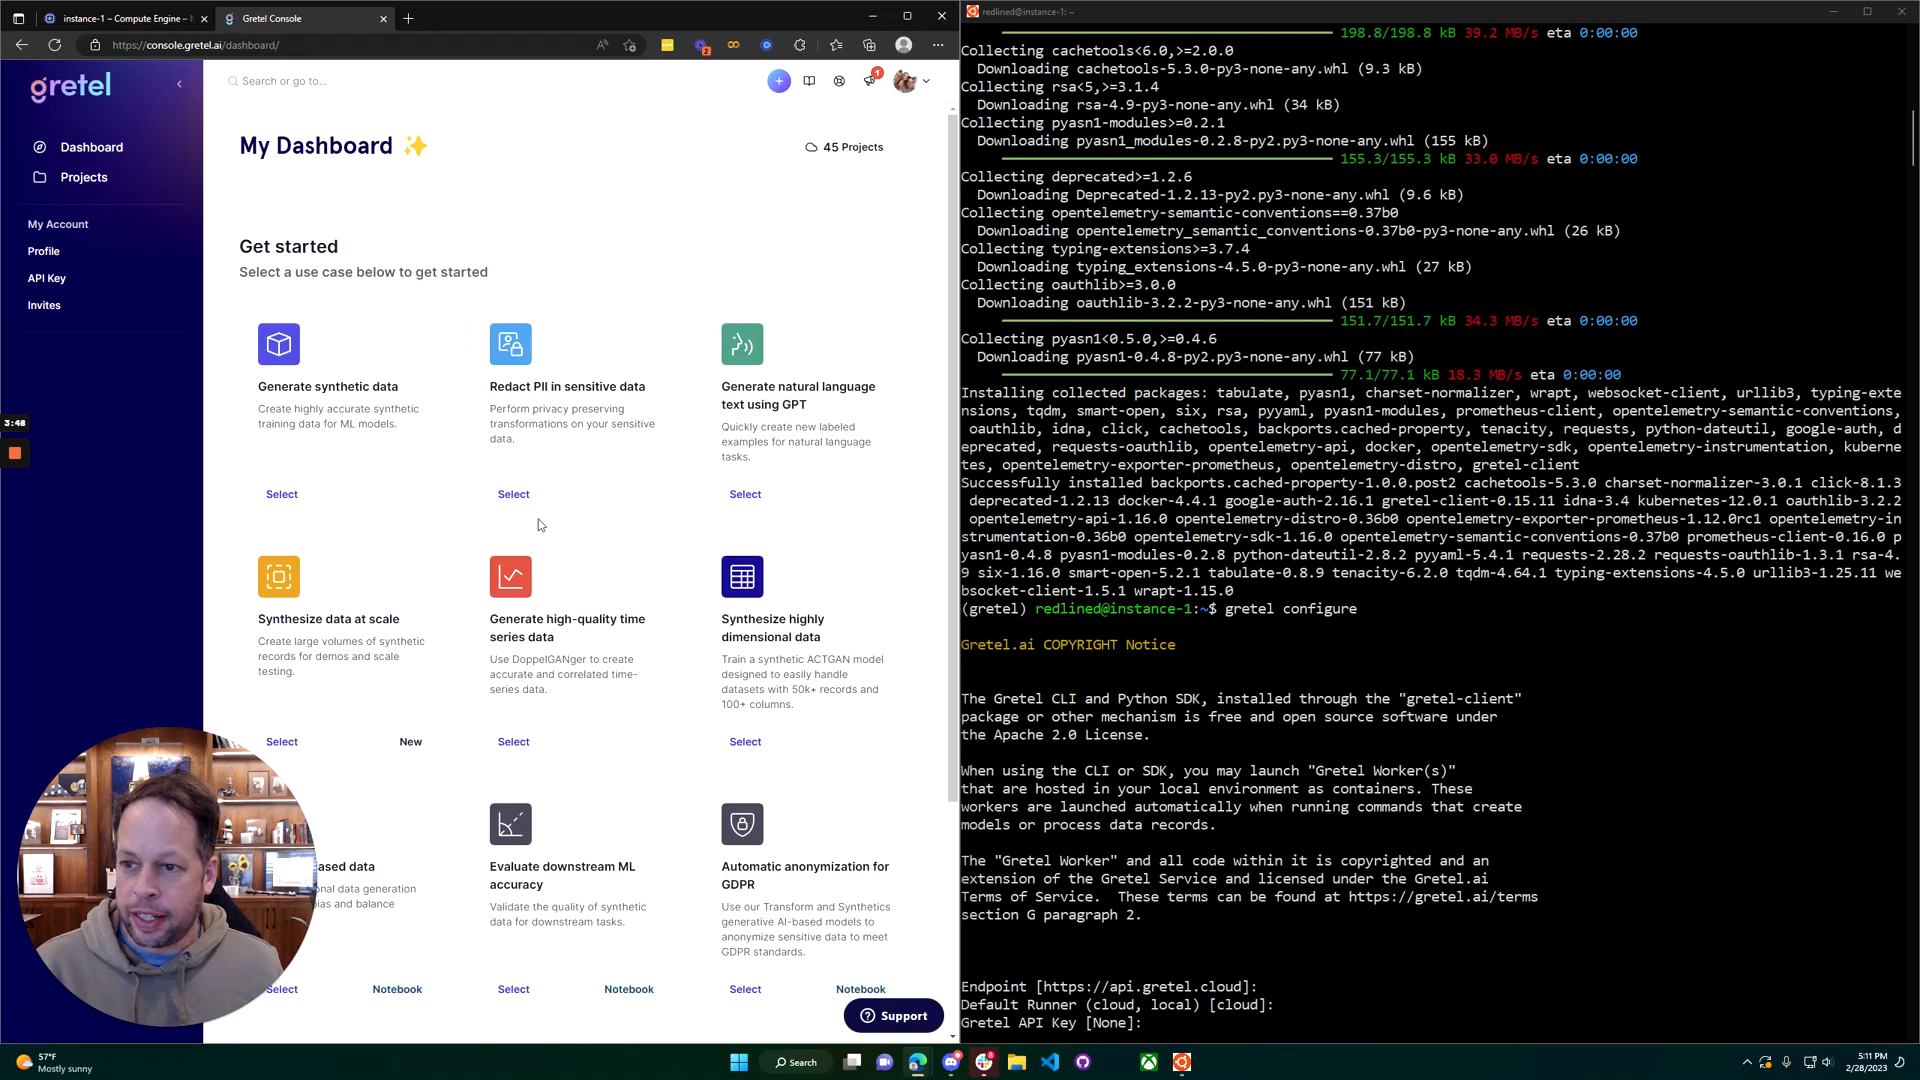 instance-1 – Compute Engine –
Gretel Console
https://console.gretel.ai/dashboard/
2
gretel
Search or go to...
1
Dashboard
Projects
My Account
Profile
API Key
Invites
3:48
My Dashboard ✨
45 Projects
Get started
Select a use case below to get started
Generate synthetic data
Create highly accurate synthetic
training data for ML models.
Select
Redact PII in sensitive data
Perform privacy preserving
transformations on your sensitive
data.
Select
Generate natural language
text using GPT
Quickly create new labeled
examples for natural language
tasks.
Select
Synthesize data at scale
Create large volumes of synthetic
records for demos and scale
testing.
Select
New
Generate high-quality time
series data
Use DoppelGANger to create
accurate and correlated time-
series data.
Select
Synthesize highly
dimensional data
Train a synthetic ACTGAN model
designed to easily handle
datasets with 50k+ records and
100+ columns.
Select
ased data
onal data generation
bias and balance
Select
Notebook
Evaluate downstream ML
accuracy
Validate the quality of synthetic
data for downstream tasks.
Select
Notebook
Automatic anonymization for
GDPR
Use our Transform and Synthetics
generative AI-based models to
anonymize sensitive data to meet
GDPR standards.
Select
Notebook
Support
redlined@instance-1: ~
198.8/198.8 kB 39.2 MB/s eta 0:00:00
Collecting cachetools<6.0,>=2.0.0
Downloading cachetools-5.3.0-py3-none-any.whl (9.3 kB)
Collecting rsa<5,>=3.1.4
Downloading rsa-4.9-py3-none-any.whl (34 kB)
Collecting pyasn1-modules>=0.2.1
Downloading pyasn1_modules-0.2.8-py2.py3-none-any.whl (155 kB)
155.3/155.3 kB 33.0 MB/s eta 0:00:00
Collecting deprecated>=1.2.6
Downloading Deprecated-1.2.13-py2.py3-none-any.whl (9.6 kB)
Collecting opentelemetry-semantic-conventions==0.37b0
Downloading opentelemetry_semantic_conventions-0.37b0-py3-none-any.whl (26 kB)
Collecting typing-extensions>=3.7.4
Downloading typing_extensions-4.5.0-py3-none-any.whl (27 kB)
Collecting oauthlib>=3.0.0
Downloading oauthlib-3.2.2-py3-none-any.whl (151 kB)
151.7/151.7 kB 34.3 MB/s eta 0:00:00
Collecting pyasn1<0.5.0,>=0.4.6
Downloading pyasn1-0.4.8-py2.py3-none-any.whl (77 kB)
77.1/77.1 kB 18.3 MB/s eta 0:00:00
Installing collected packages: tabulate, pyasn1, charset-normalizer, wrapt, websocket-client, urllib3, typing-exte
nsions, tqdm, smart-open, six, rsa, pyyaml, pyasn1-modules, prometheus-client, opentelemetry-semantic-conventions,
oauthlib, idna, click, cachetools, backports.cached-property, tenacity, requests, python-dateutil, google-auth, d
eprecated, requests-oauthlib, opentelemetry-api, docker, opentelemetry-sdk, opentelemetry-instrumentation, kuberne
tes, opentelemetry-exporter-prometheus, opentelemetry-distro, gretel-client
Successfully installed backports.cached-property-1.0.0.post2 cachetools-5.3.0 charset-normalizer-3.0.1 click-8.1.3
deprecated-1.2.13 docker-4.4.1 google-auth-2.16.1 gretel-client-0.15.11 idna-3.4 kubernetes-12.0.1 oauthlib-3.2.2
opentelemetry-api-1.16.0 opentelemetry-distro-0.36b0 opentelemetry-exporter-prometheus-1.12.0rc1 opentelemetry-in
strumentation-0.36b0 opentelemetry-sdk-1.16.0 opentelemetry-semantic-conventions-0.37b0 prometheus-client-0.16.0 p
yasn1-0.4.8 pyasn1-modules-0.2.8 python-dateutil-2.8.2 pyyaml-5.4.1 requests-2.28.2 requests-oauthlib-1.3.1 rsa-4.
9 six-1.16.0 smart-open-5.2.1 tabulate-0.8.9 tenacity-6.2.0 tqdm-4.64.1 typing-extensions-4.5.0 urllib3-1.25.11 we
bsocket-client-1.5.1 wrapt-1.15.0
(gretel) redlined@instance-1:~$ gretel configure
Gretel.ai COPYRIGHT Notice
The Gretel CLI and Python SDK, installed through the "gretel-client"
package or other mechanism is free and open source software under
the Apache 2.0 License.
When using the CLI or SDK, you may launch "Gretel Worker(s)"
that are hosted in your local environment as containers. These
workers are launched automatically when running commands that create
models or process data records.
The "Gretel Worker" and all code within it is copyrighted and an
extension of the Gretel Service and licensed under the Gretel.ai
Terms of Service.  These terms can be found at https://gretel.ai/terms
section G paragraph 2.
Endpoint [https://api.gretel.cloud]:
Default Runner (cloud, local) [cloud]:
Gretel API Key [None]:
57°F
Mostly sunny
Search
5:11 PM
2/28/2023